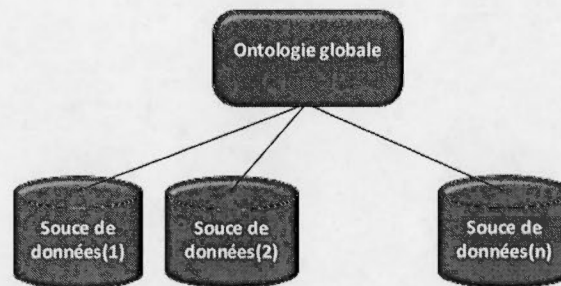 Ontologie globale
Souce de
données(1)
Souce de
données(2)
Souce de
données(n)